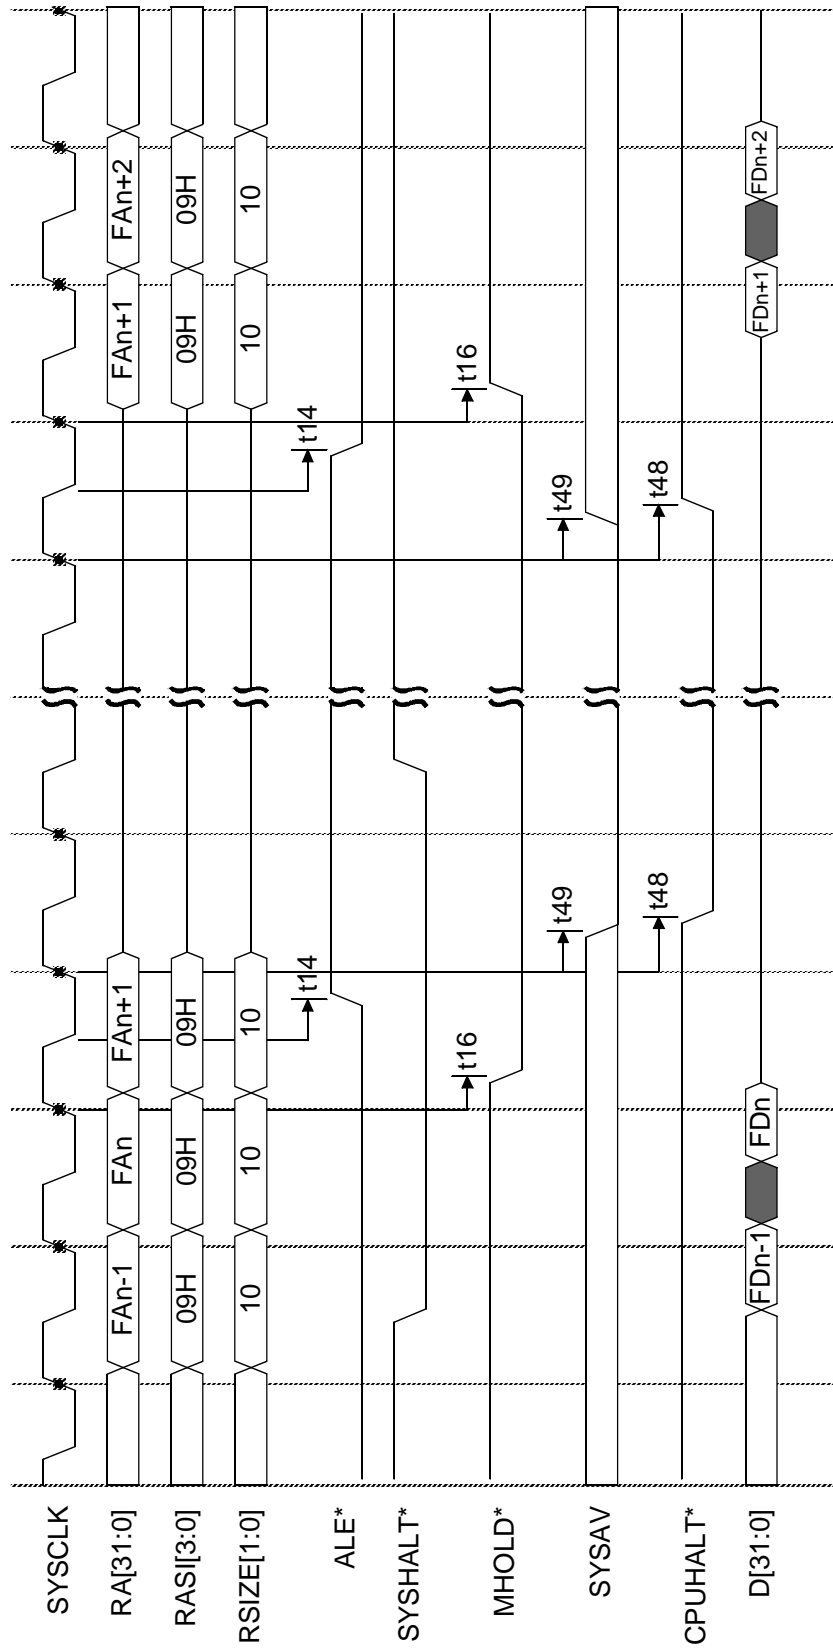 SYSCLK
RA[31:0] FAn-1 FAn FAn+1 FAn+1 FAn+2
RASI[3:0] 09H 09H 09H 09H 09H
RSIZE[1:0] 10 10 10 10 10
t14 t14
ALE*
SYSHALT*
t16 t16
MHOLD*
t49 t49
SYSAV
t48 t48
CPUHALT*
D[31:0] FDn-1 FDn FDn+1 FDn+2